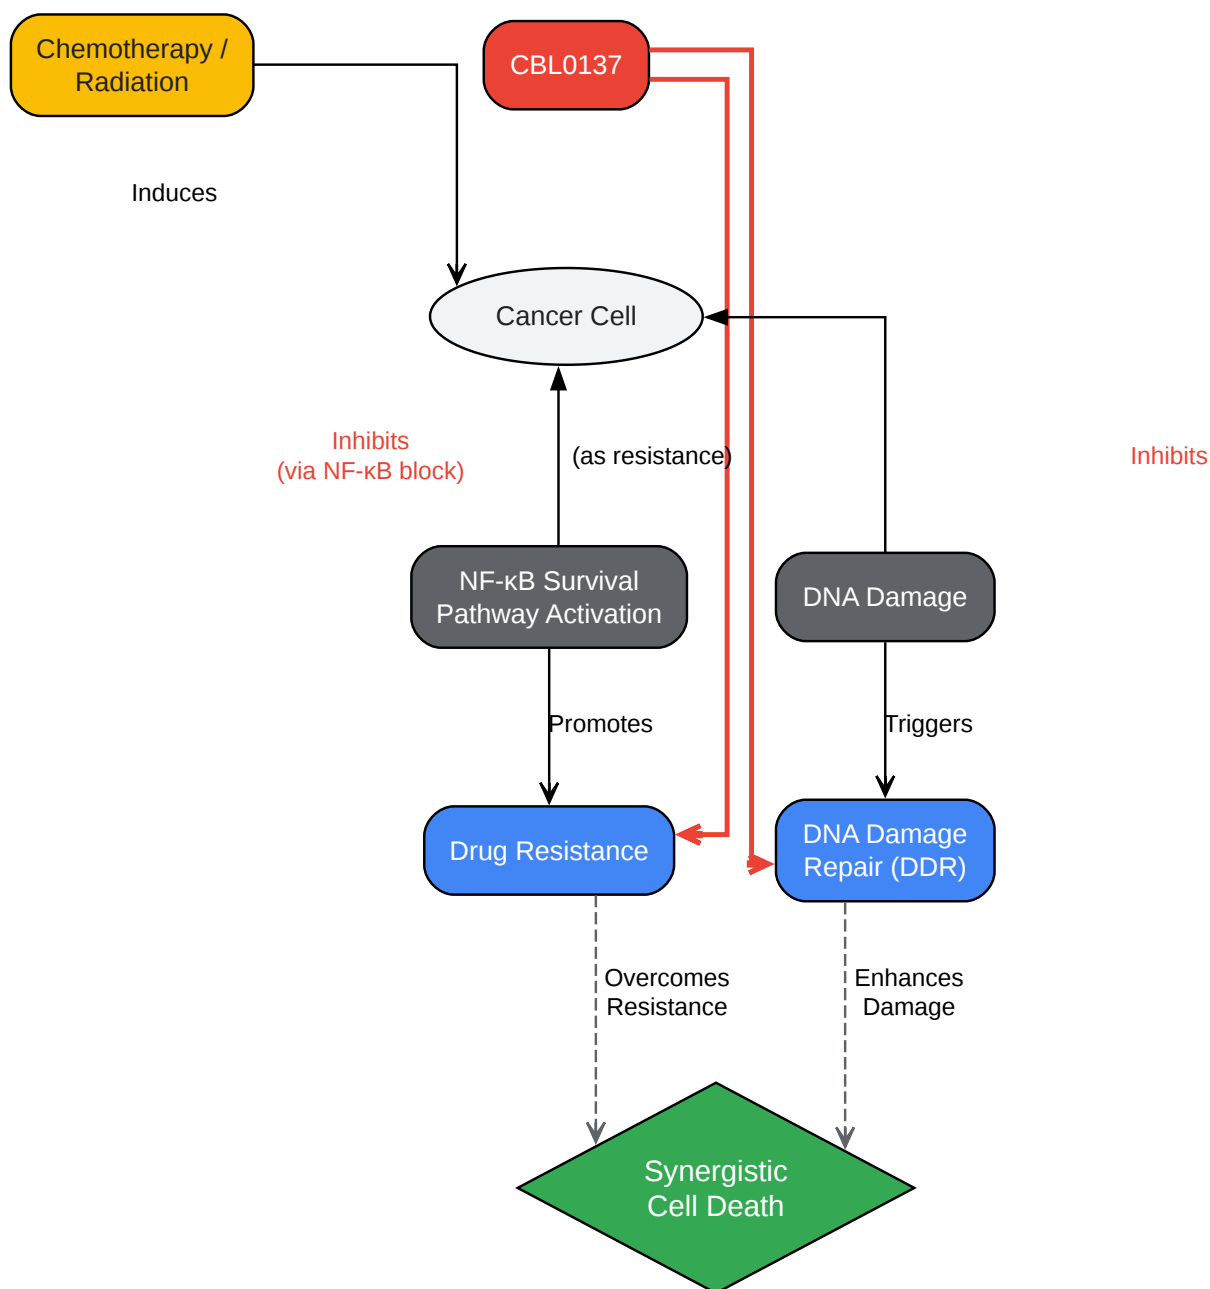 Chemotherapy /
Radiation
CBL0137
Induces
Cancer Cell
Inhibits
(via NF-κB block)
(as resistance)
Inhibits
NF-κB Survival
Pathway Activation
DNA Damage
Promotes
Triggers
Drug Resistance
DNA Damage
Repair (DDR)
Overcomes
Resistance
Enhances
Damage
Synergistic
Cell Death